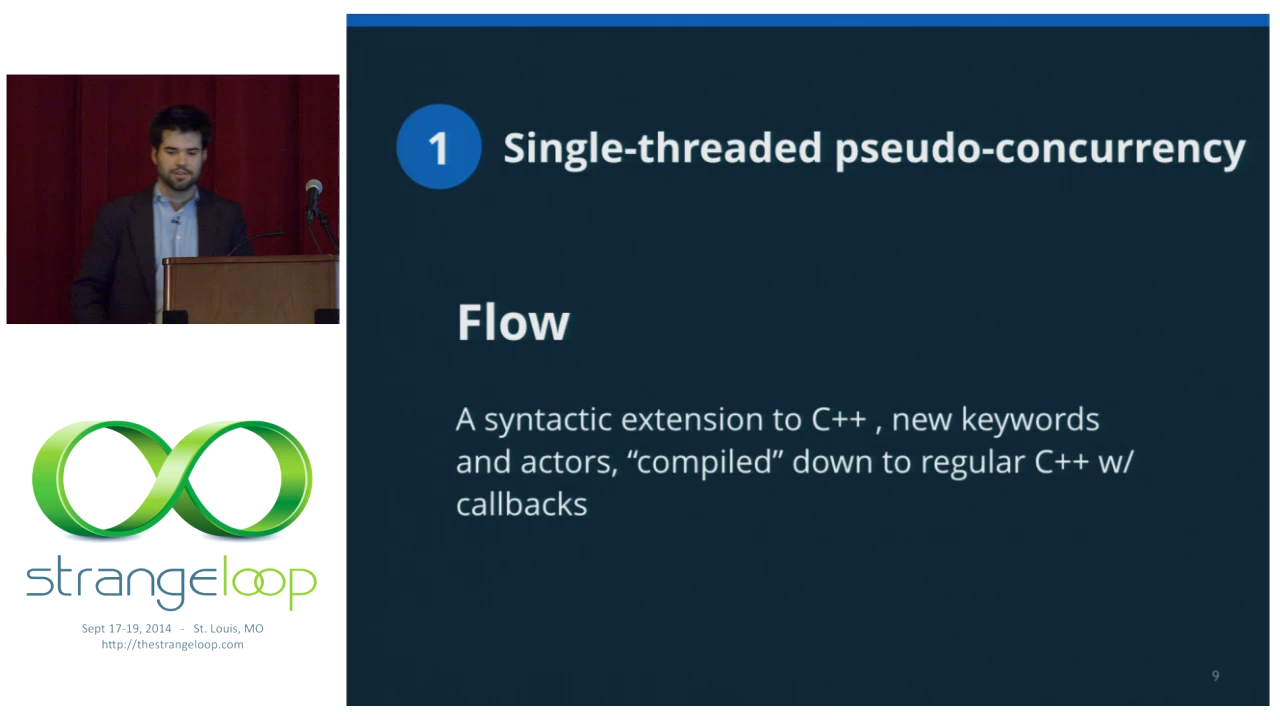 1 Single-threaded pseudo-concurrency
Flow
A syntactic extension to C++ , new keywords
and actors, “compiled” down to regular C++ w/
callbacks
9
strangeloop
Sept 17-19, 2014 - St. Louis, MO
http://thestrangeloop.com